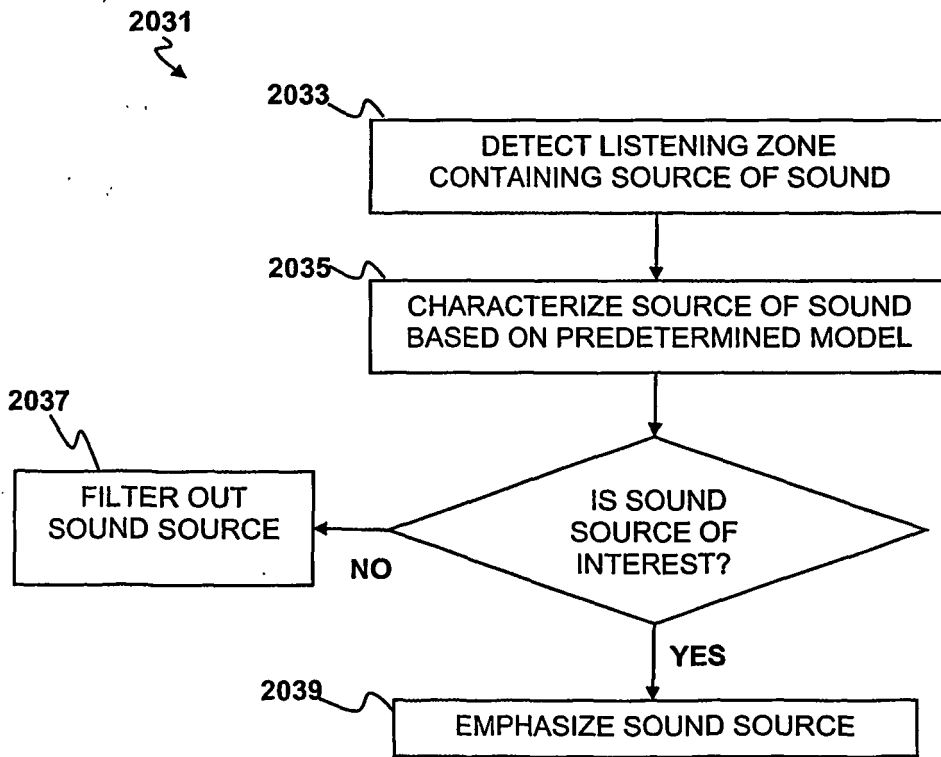 2031
2033
DETECT LISTENING ZONE
CONTAINING SOURCE OF SOUND
2035
CHARACTERIZE SOURCE OF SOUND
BASED ON PREDETERMINED MODEL
2037
FILTER OUT
SOUND SOURCE
IS SOUND
SOURCE OF
INTEREST?
NO
YES
2039
EMPHASIZE SOUND SOURCE